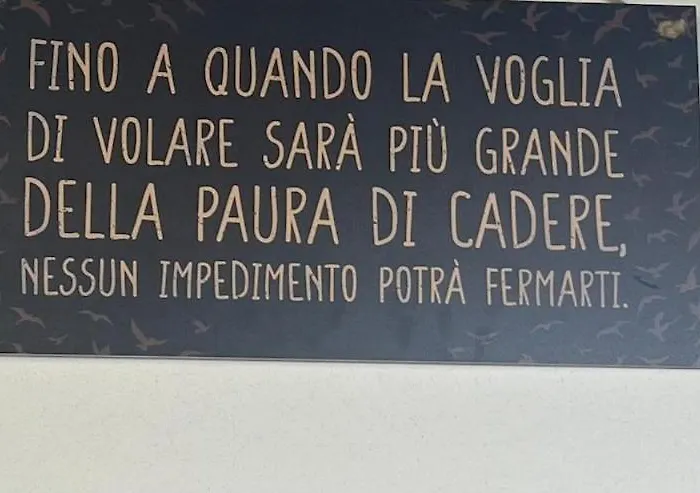 FINO A QUANDO LA VOGLIA
DI VOLARE SARÀ PIÙ GRANDE
DELLA PAURA DI CADERE,
NESSUN IMPEDIMENTO POTRÀ FERMARTI.